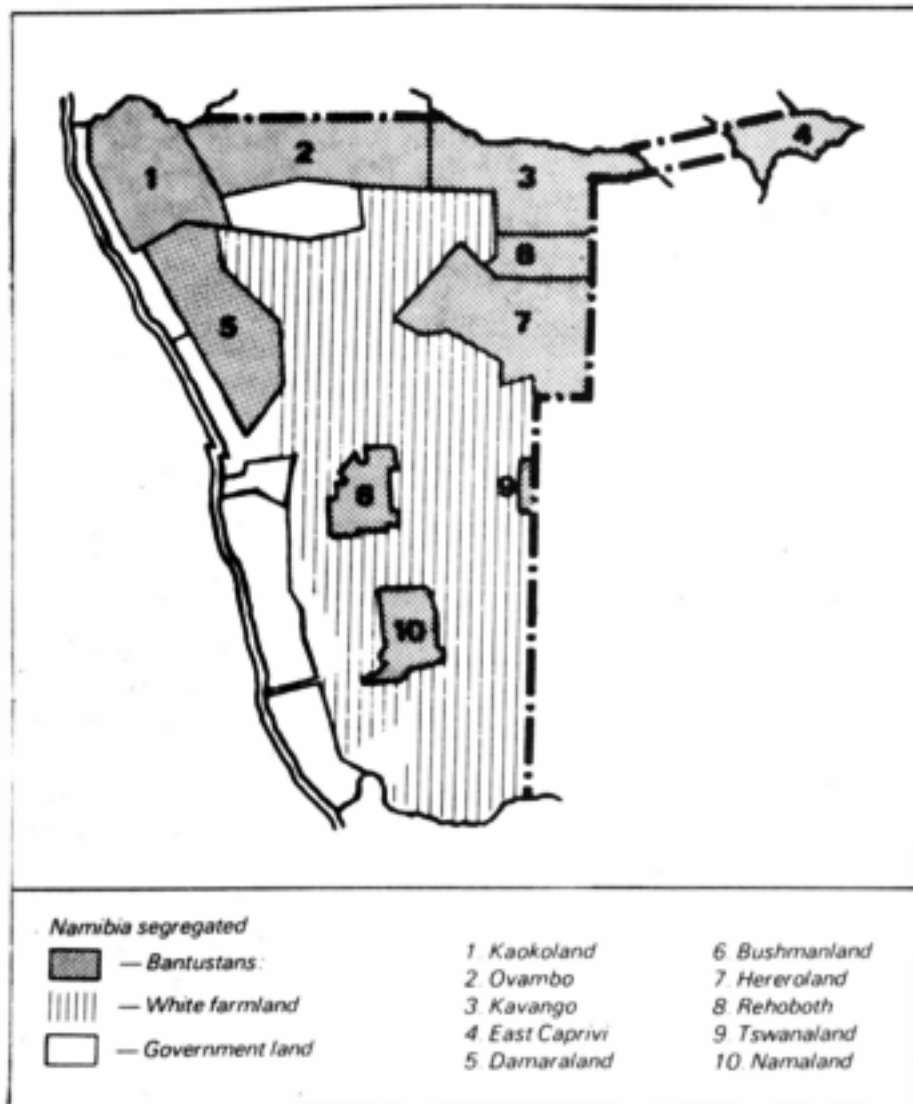 4
2
3
1
6
7
5
8
9
10
Namibia segregated
— Bantustans:
— White farmland
— Government land
1. Kaokoland
2. Ovambo
3. Kavango
4. East Caprivi
5. Damaraland
6. Bushmanland
7. Hereroland
8. Rehoboth
9. Tswanaland
10. Namaland